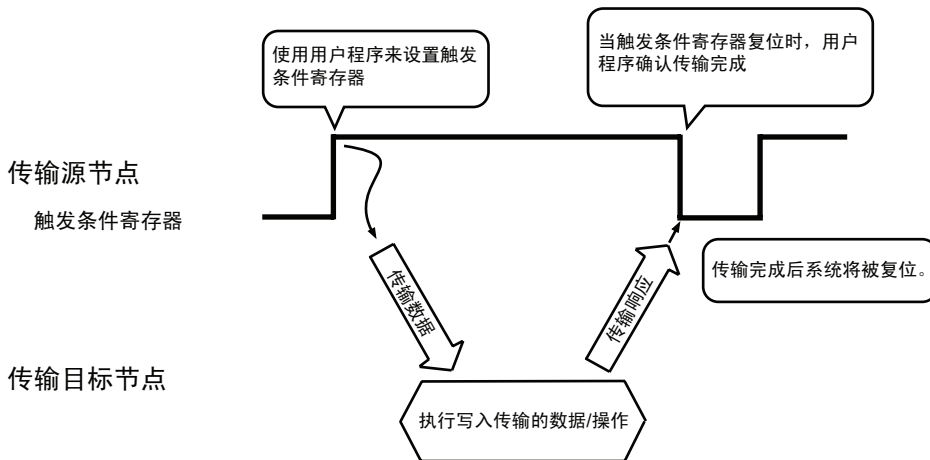 使用用户程序来设置触发
条件寄存器
当触发条件寄存器复位时，用户
程序确认传输完成
传输源节点
触发条件寄存器
传输完成后系统将被复位。
传输数据
传输响应
传输目标节点
执行写入传输的数据/操作